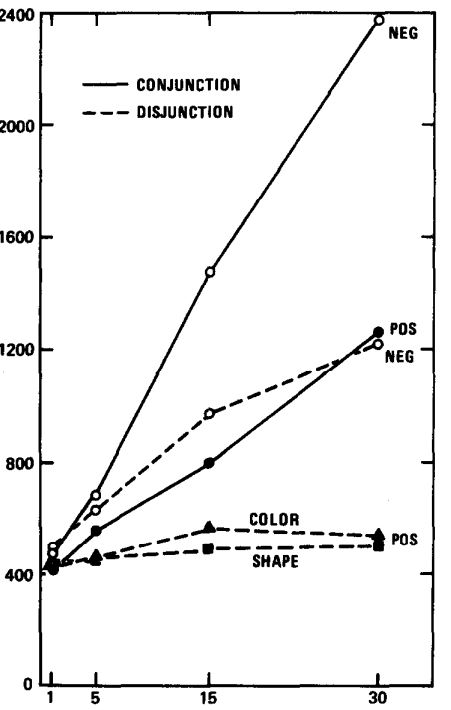 2400
NEG
CONJUNCTION
DISJUNCTION
2000
1600
POS
1200
NEG
800
COLOR
POS
SHAPE
400
0
1 5 15 30